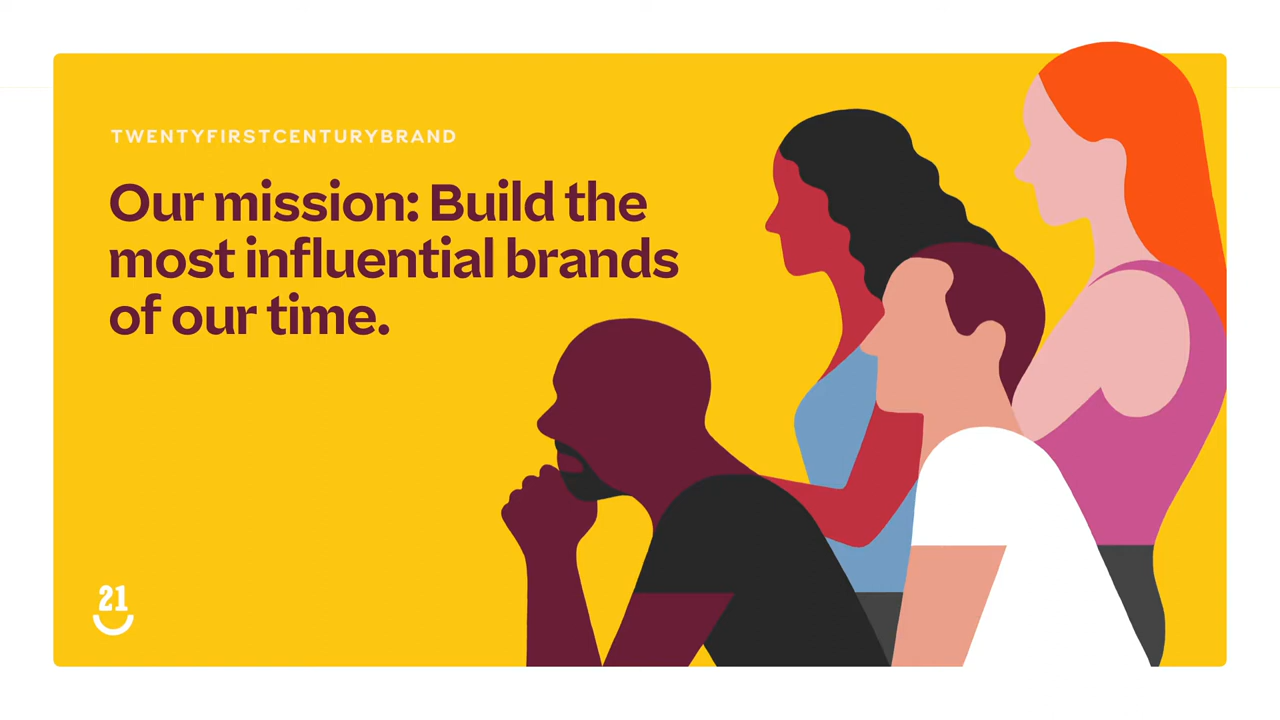 TWENTYFIRSTCENTURYBRAND
Our mission: Build the
most influential brands
of our time.
21